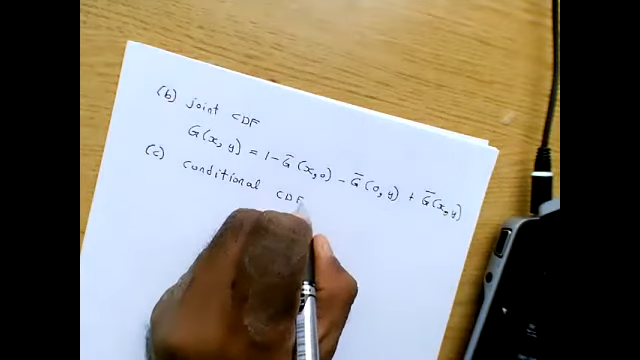 (b) joint CDF
G(x, y) = 1 - Ḡ(x,0) - Ḡ(0,y) + Ḡ(x,y)
(c) conditional CDF